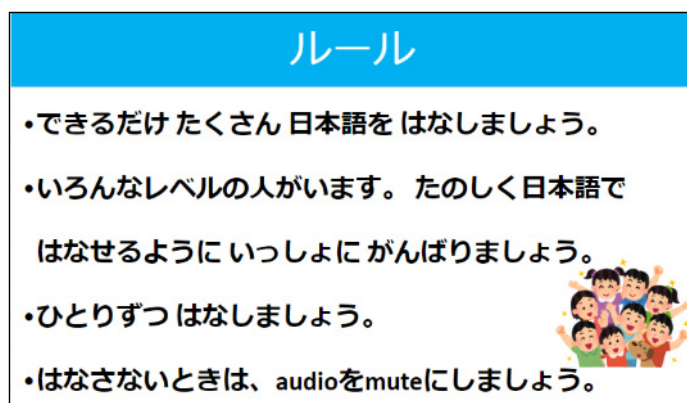 ルール
•できるだけ たくさん 日本語を はなしましょう。
•いろんなレベルの人がいます。 たのしく日本語で
はなせるように いっしょに がんばりましょう。
•ひとりずつ はなしましょう。
•はなさないときは、audioをmuteにしましょう。